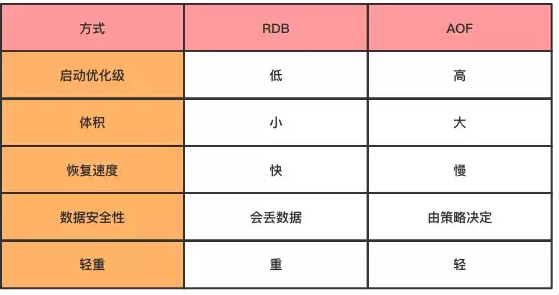 方式 RDB AOF
启动优化级 低 高
体积 小 大
恢复速度 快 慢
数据安全性 会丢数据 由策略决定
轻重 重 轻